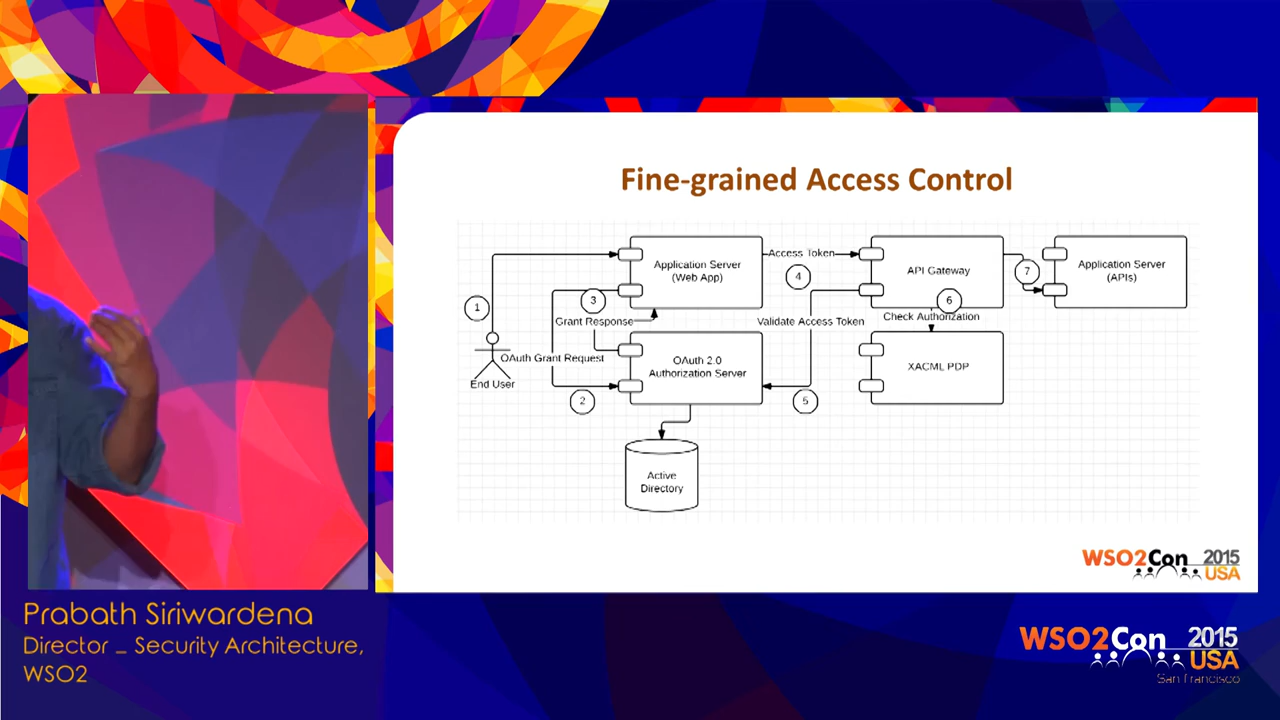 Fine-grained Access Control
Application Server
(Web App)
Access Token
API Gateway
Application Server
(APIs)
1
3
4
6
7
Grant Response
Validate Access Token
Check Authorization
OAuth Grant Request
OAuth 2.0
Authorization Server
XACML PDP
End User
2
5
Active
Directory
WSO2Con 2015
USA
Prabath Siriwardena
Director _ Security Architecture,
WSO2
WSO2Con 2015
USA
San Francisco